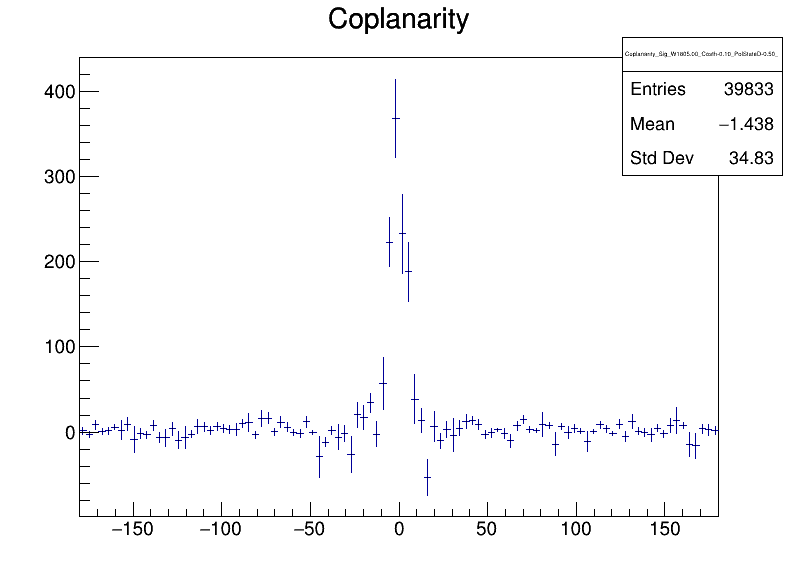 Coplanarity
Coplanarity_Sig_W1805.00_Costh-0.10_PolStateD-0.50_
Entries 39833
Mean −1.438
Std Dev 34.83
400
300
200
100
0
−150 −100 −50 0 50 100 150